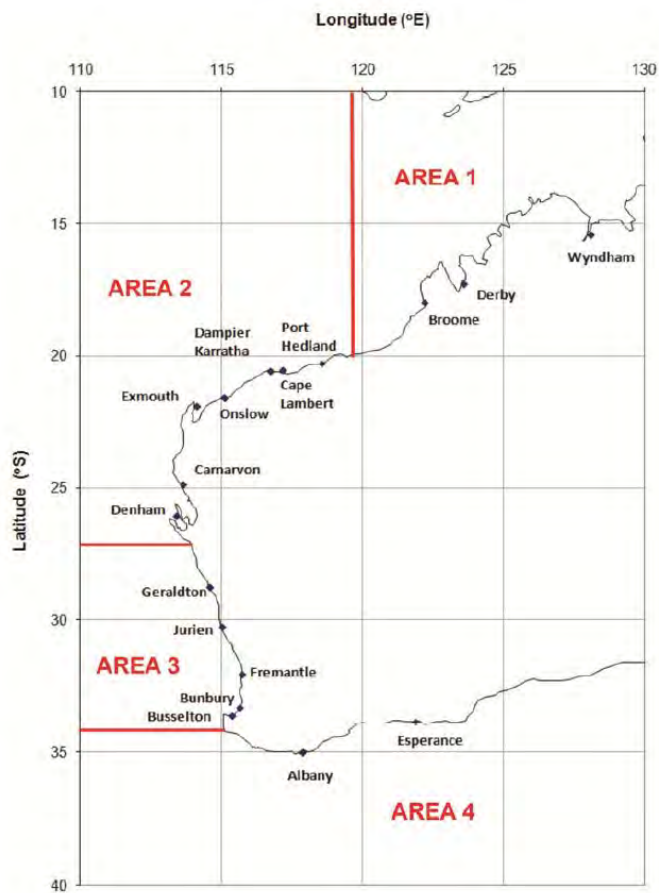 Longitude (°E)
110 115 120 125 130
10
AREA 1
15
Wyndham
AREA 2
Derby
Broome
Dampier
Karratha
Port
Hedland
20
Exmouth
Onslow
Cape
Lambert
Latitude (°S)
Carnarvon
25
Denham
Geraldton
30
Jurien
AREA 3
Fremantle
Bunbury
Busselton
Esperance
35
Albany
AREA 4
40